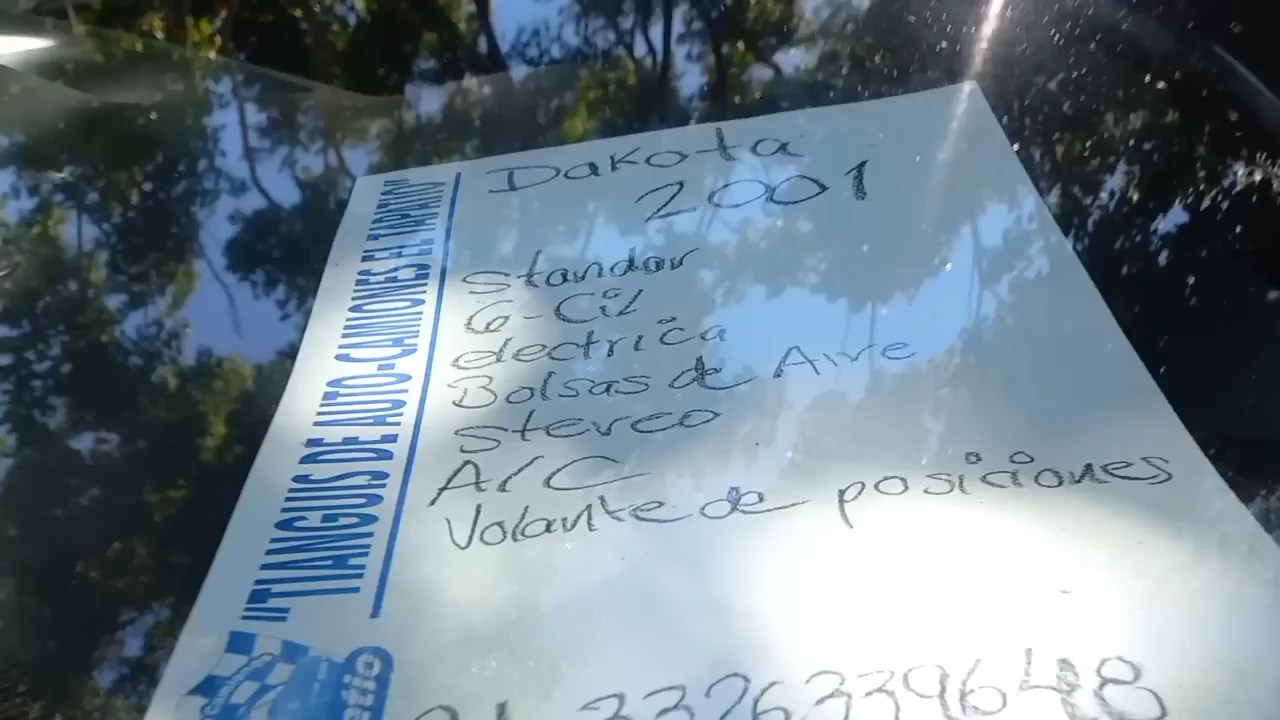 Dakota
2001
Standar
6-Cil
electrica
Bolsas de Aire
stereo
A/C
Volante de posiciones
3326339648
"TIANGUIS DE AUTO-CAMIONES EL TAPATIO"